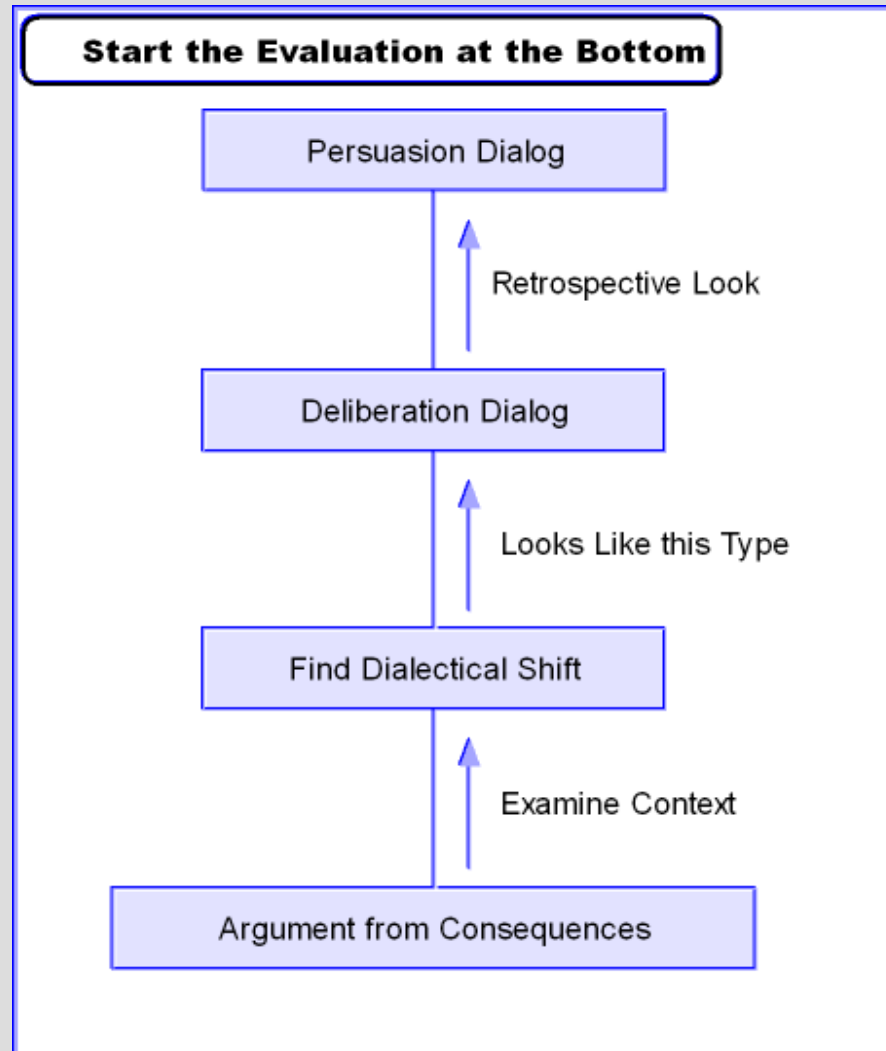 Start the Evaluation at the Bottom
Persuasion Dialog
Retrospective Look
Deliberation Dialog
Looks Like this Type
Find Dialectical Shift
Examine Context
Argument from Consequences